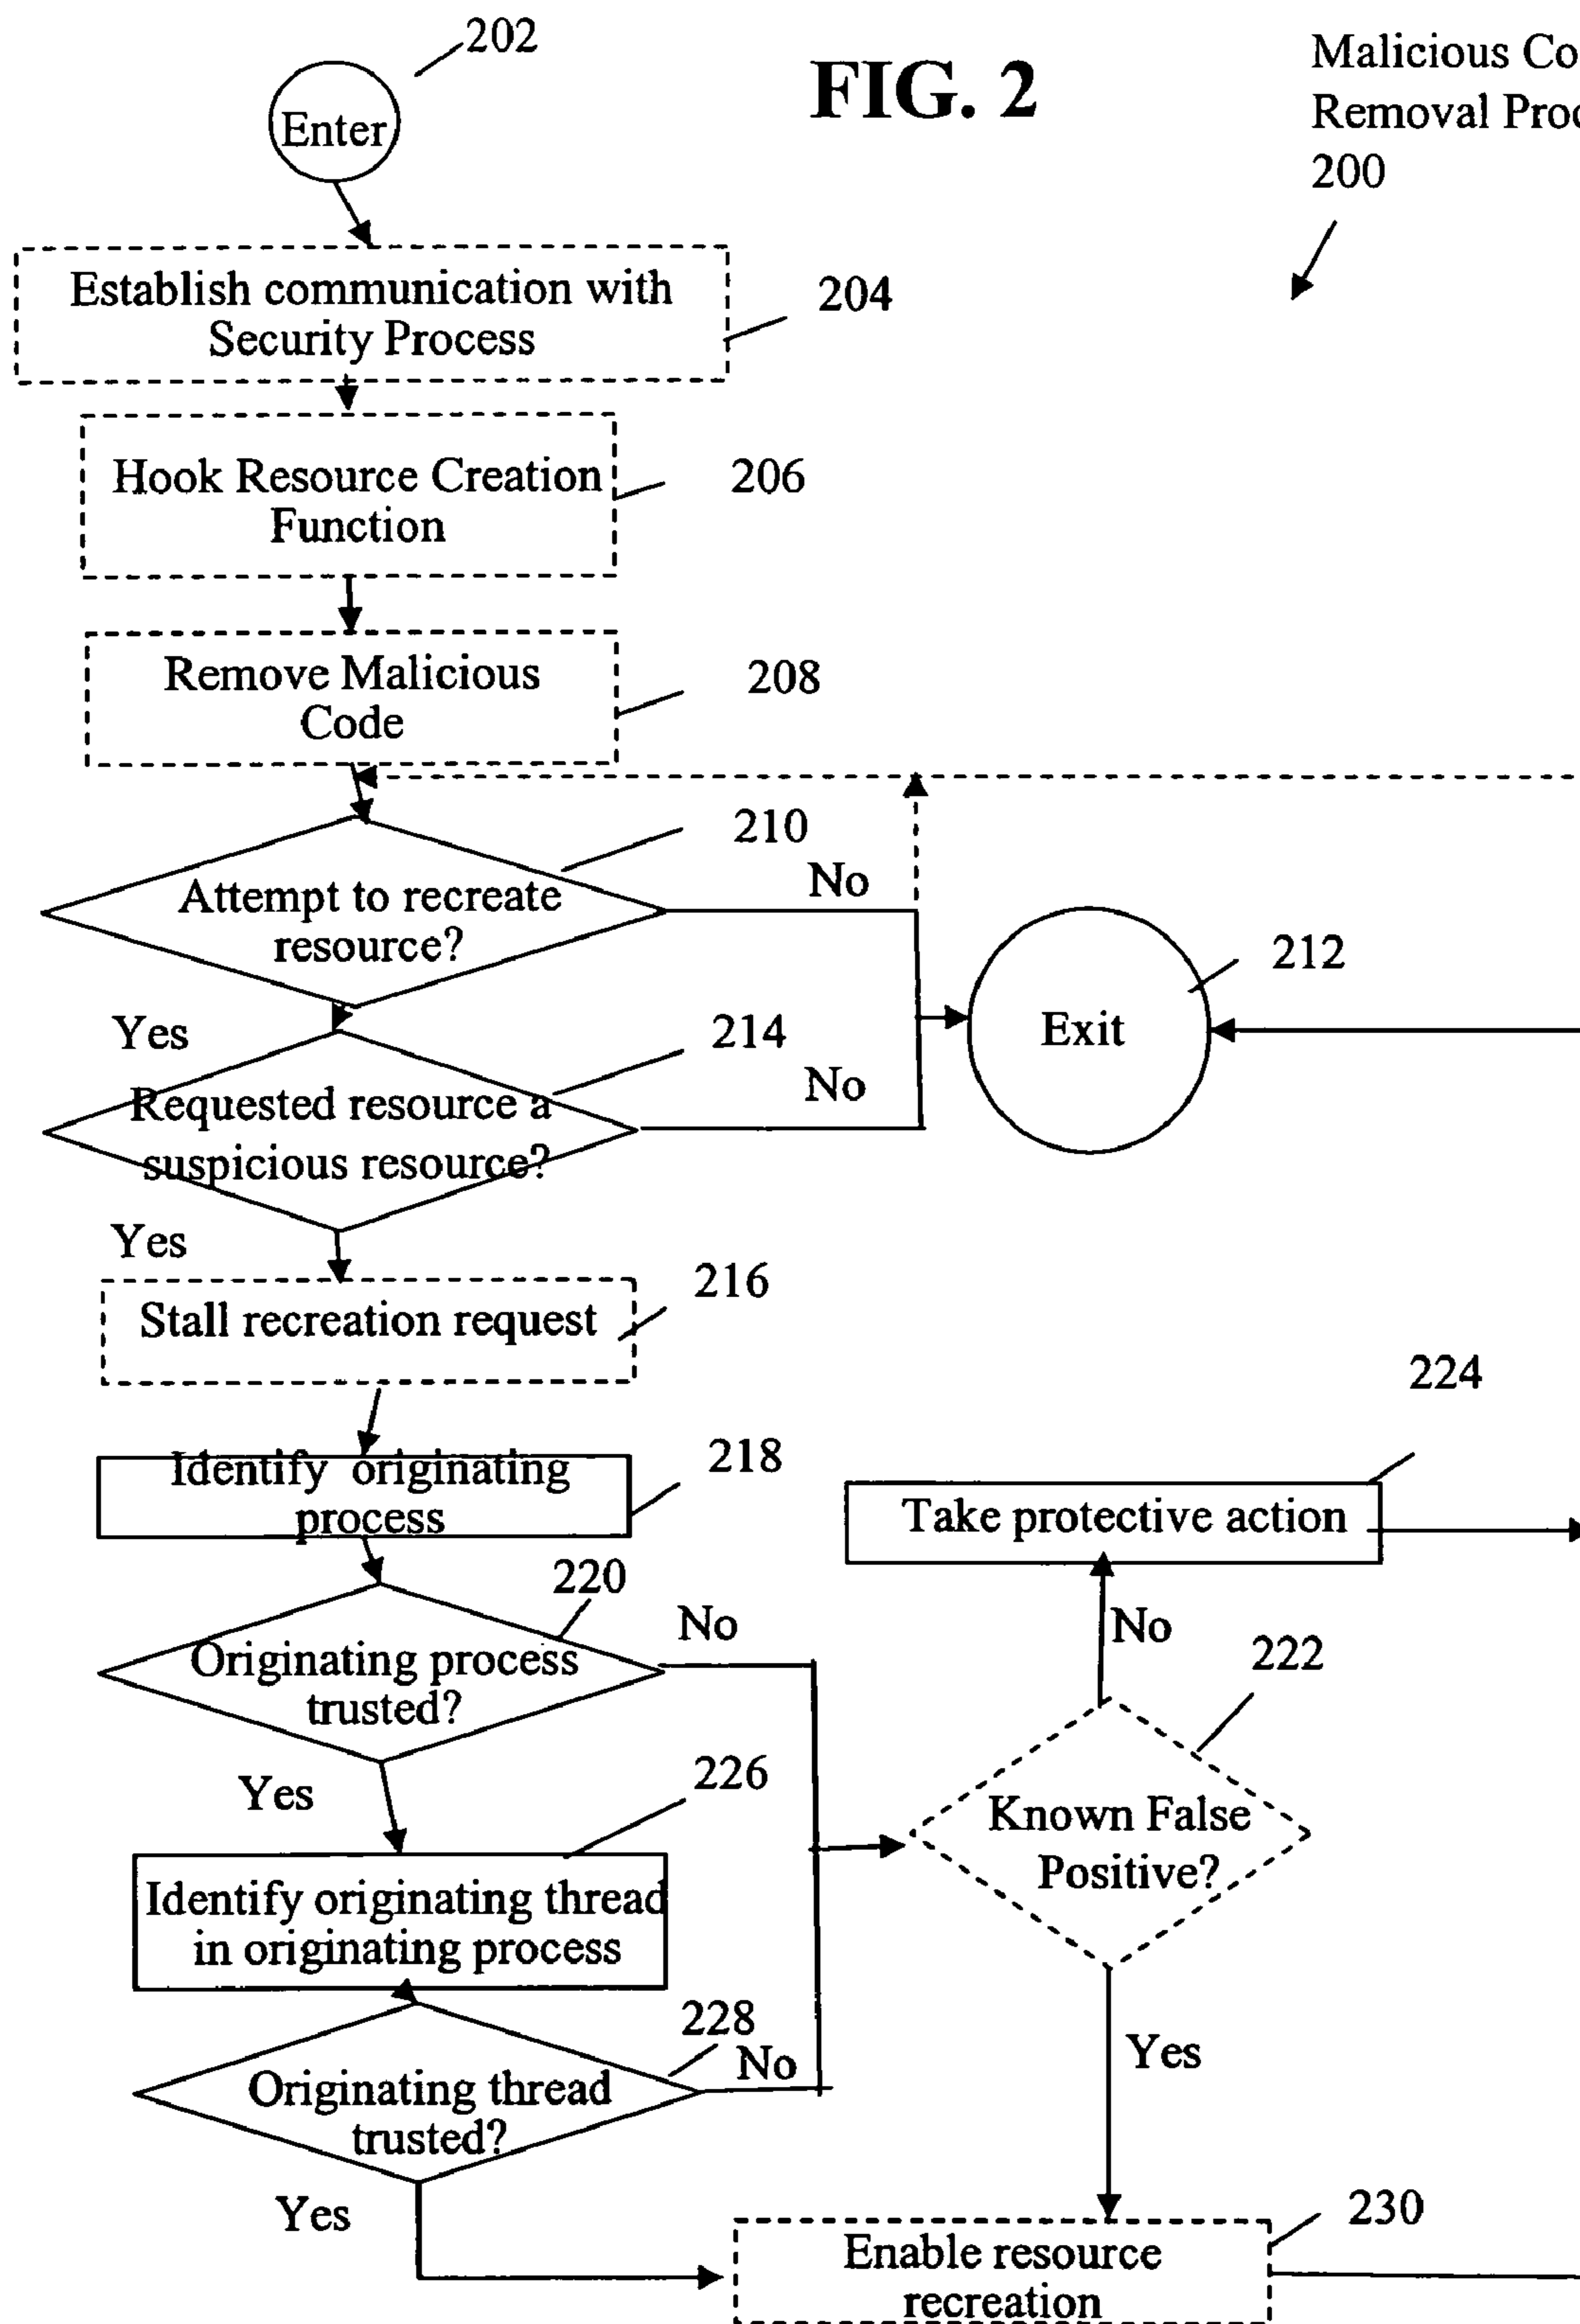 202
FIG. 2
Malicious Co
Removal Proc
200
Enter
Establish communication with
Security Process
204
Hook Resource Creation
Function
206
Remove Malicious
Code
208
210
No
Attempt to recreate
resource?
212
Exit
Yes
214
No
Requested resource a
suspicious resource?
Yes
216
Stall recreation request
224
218
Identify originating
process
Take protective action
220
No
No
222
Originating process
trusted?
Yes
226
Known False
Positive?
Identify originating thread
in originating process
228
No
Yes
Originating thread
trusted?
Yes
230
Enable resource
recreation